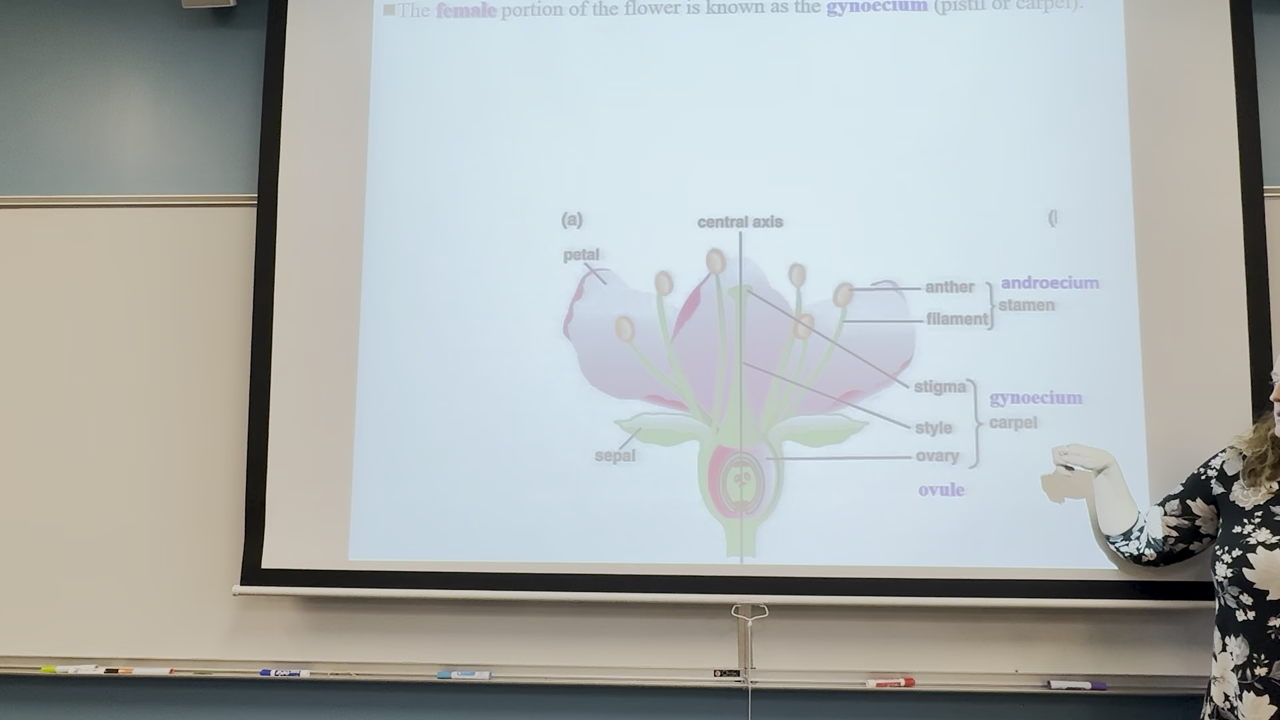 The female portion of the flower is known as the gynoecium (pistil or carpel).
(a)
central axis
petal
anther
androecium
stamen
filament
stigma
gynoecium
carpel
style
sepal
ovary
ovule